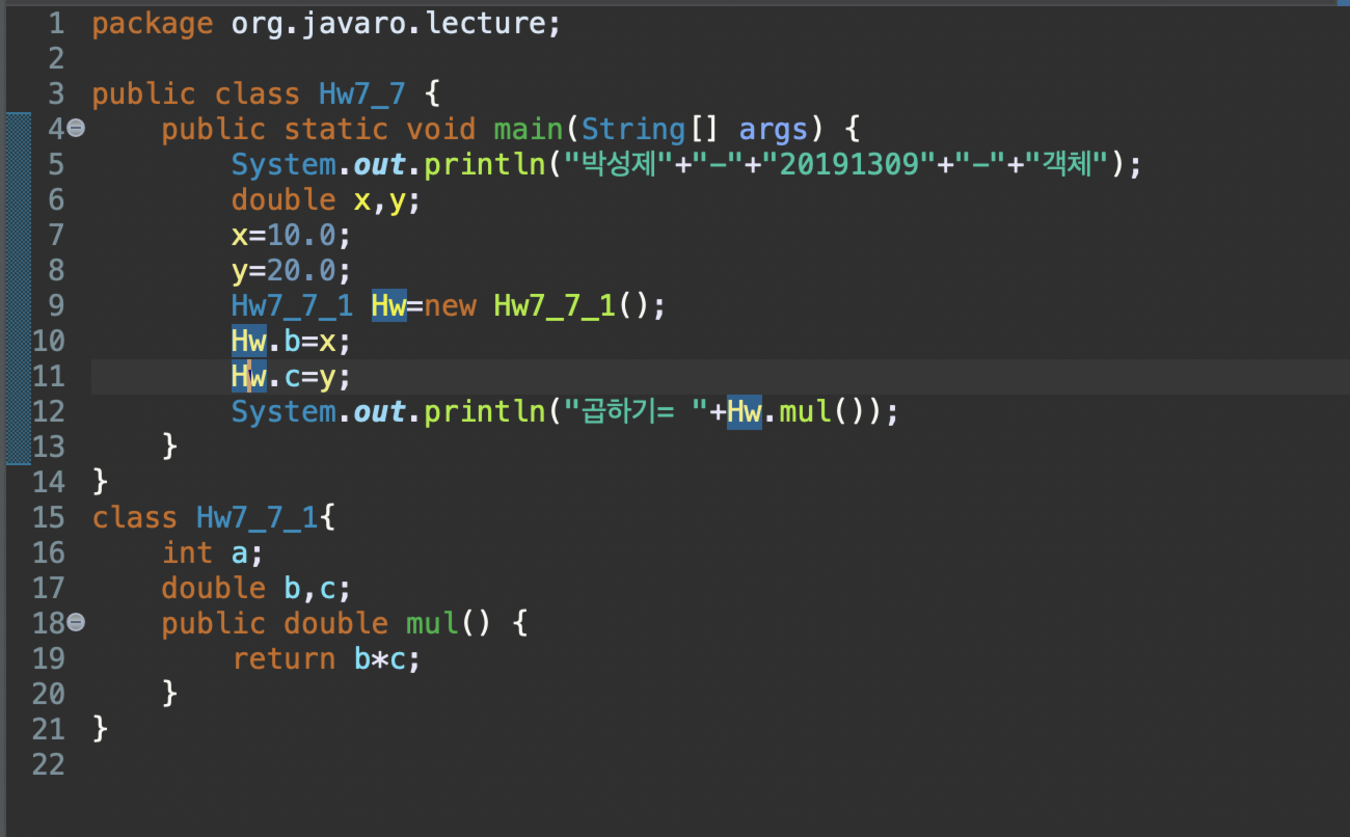 1 package org.javaro.lecture;
2
3 public class Hw7_7 {
4 public static void main(String[] args) {
5 System.out.println("박성제"+"-"+"20191309"+"-"+"객체");
6 double x,y;
7 x=10.0;
8 y=20.0;
9 Hw7_7_1 Hw=new Hw7_7_1();
10 Hw.b=x;
11 Hw.c=y;
12 System.out.println("곱하기= "+Hw.mul());
13 }
14 }
15 class Hw7_7_1{
16 int a;
17 double b,c;
18 public double mul() {
19 return b*c;
20 }
21 }
22